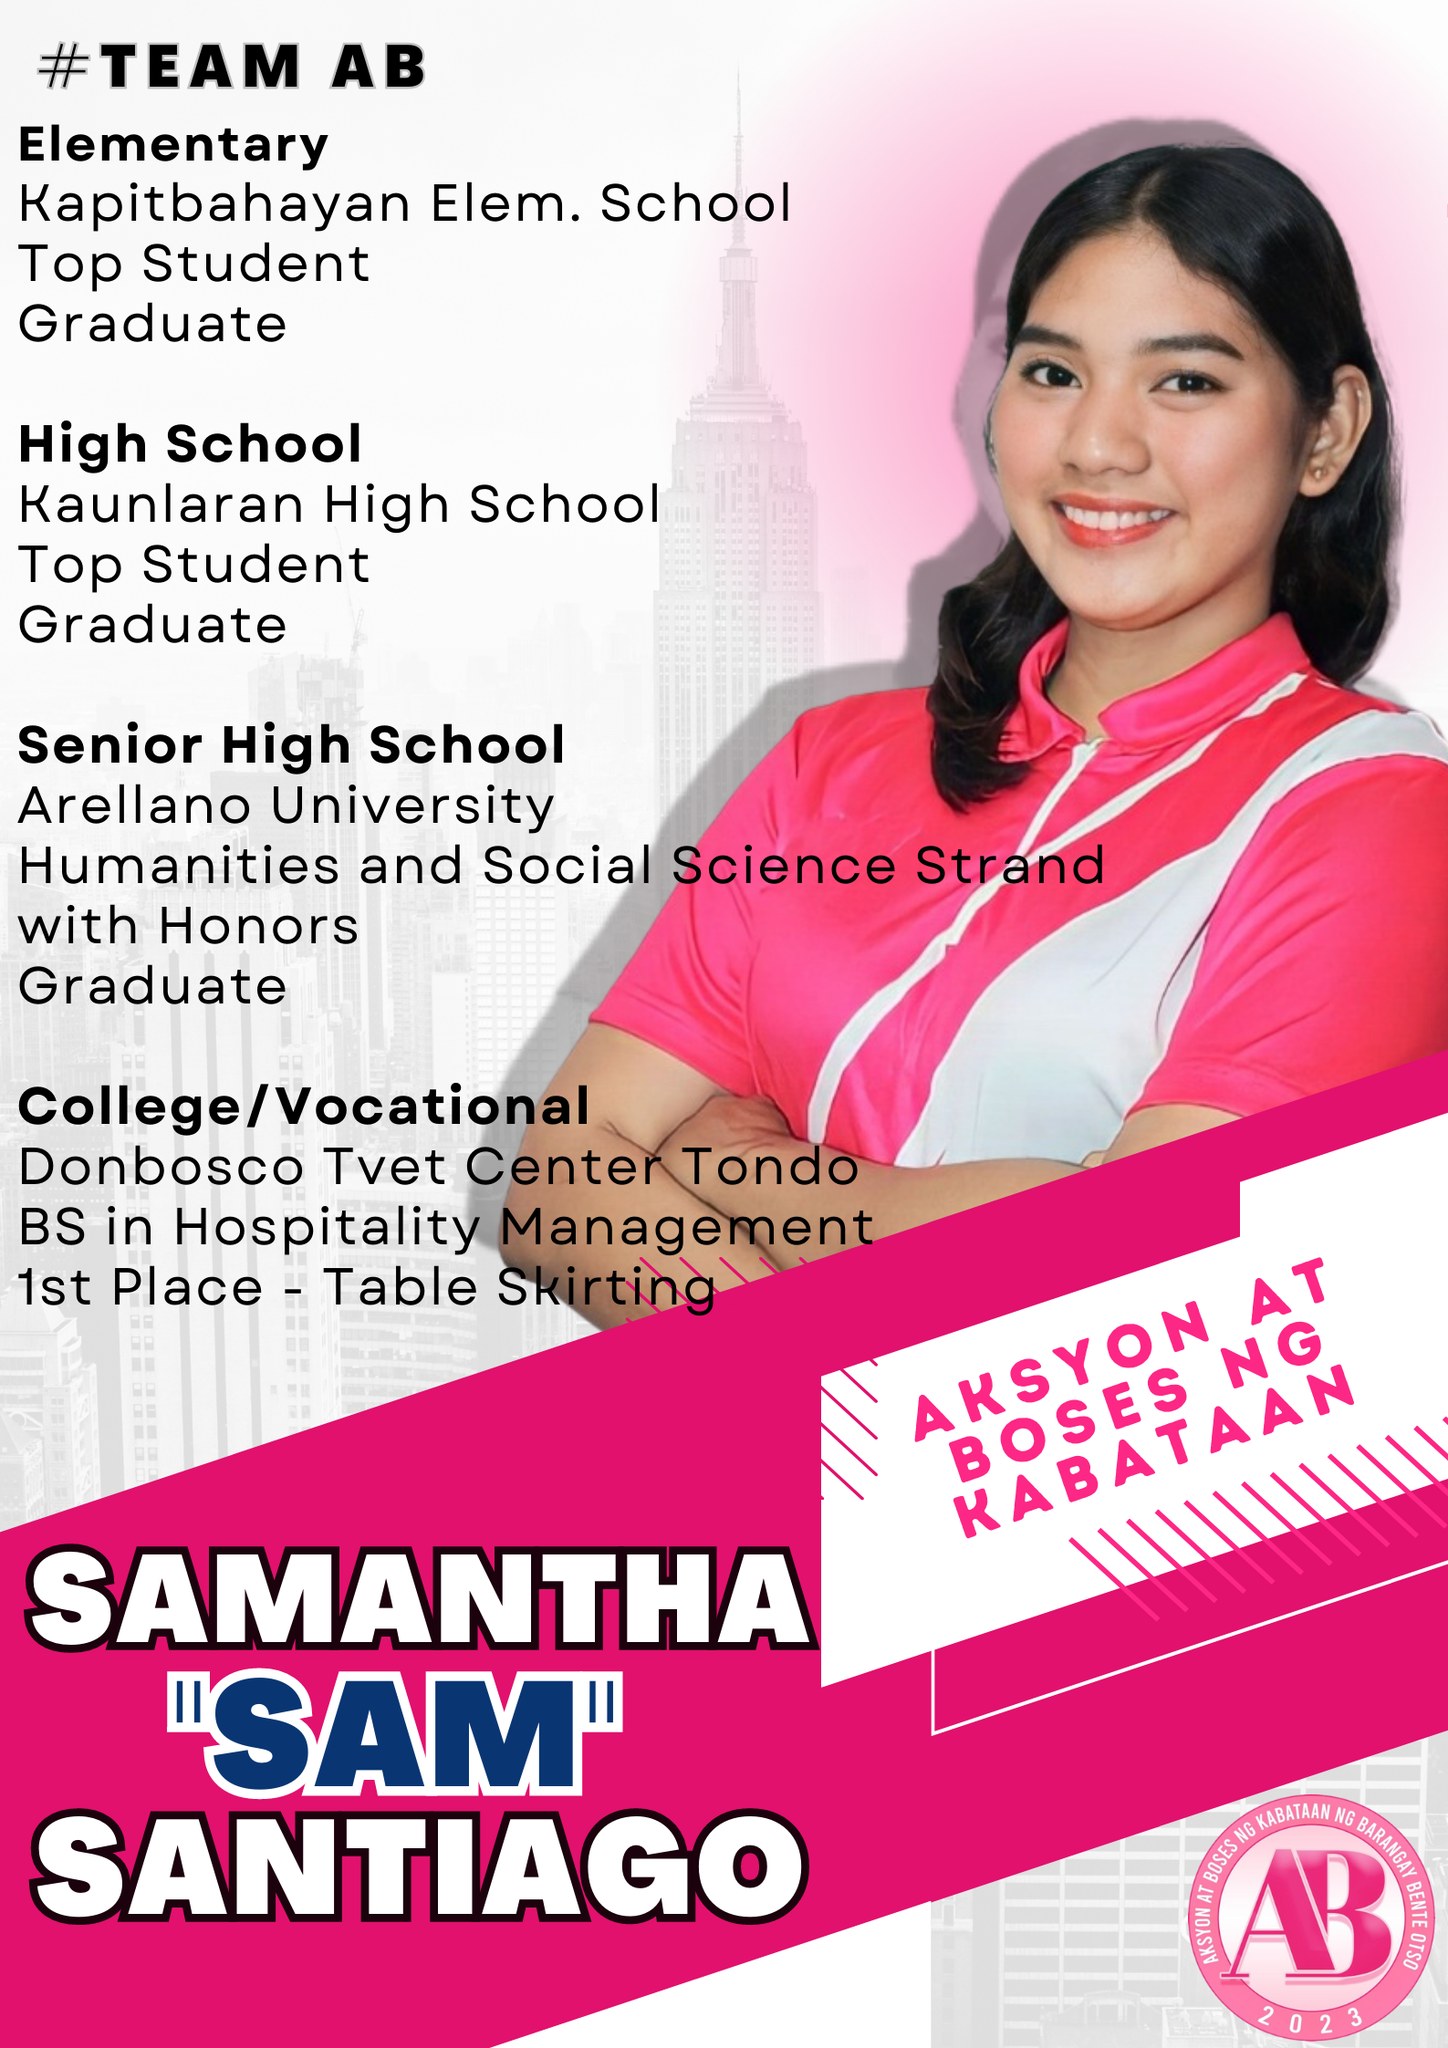 #TEAM AB
Elementary
Kapitbahayan Elem. School
Top Student
Graduate
High School
Kaunlaran High School
Top Student
Graduate
Senior High School
Arellano University
Humanities and Social Science Strand
with Honors
Graduate
College/Vocational
Donbosco Tvet Center Tondo
BS in Hospitality Management
1st Place - Table Skirting
AKSYON AT
BOSES NG
KABATAAN
SAMANTHA
"SAM"
SANTIAGO
AKSYON AT BOSES NG KABATAAN NG BARANGAY BENTE OTSO
AB
2023